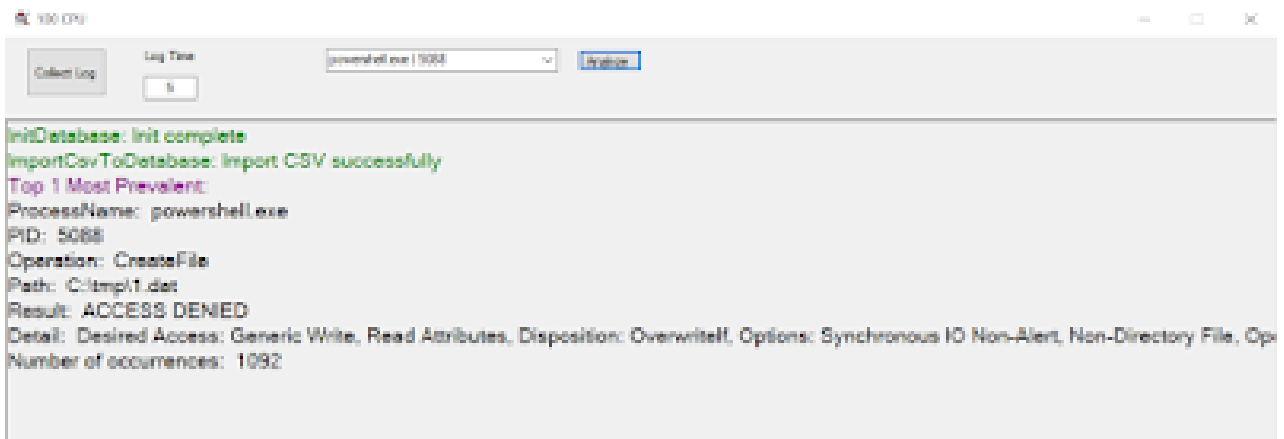 100 CPU
Collect Log
Log Time
5
powershell.exe | 5088
Analyze
InitDatabase: Init complete
ImportCsvToDatabase: Import CSV successfully
Top 1 Most Prevalent:
ProcessName: powershell.exe
PID: 5088
Operation: CreateFile
Path: C:\tmp\1.dat
Result: ACCESS DENIED
Detail: Desired Access: Generic Write, Read Attributes, Disposition: OverwriteIf, Options: Synchronous IO Non-Alert, Non-Directory File, Ope
Number of occurrences: 1092